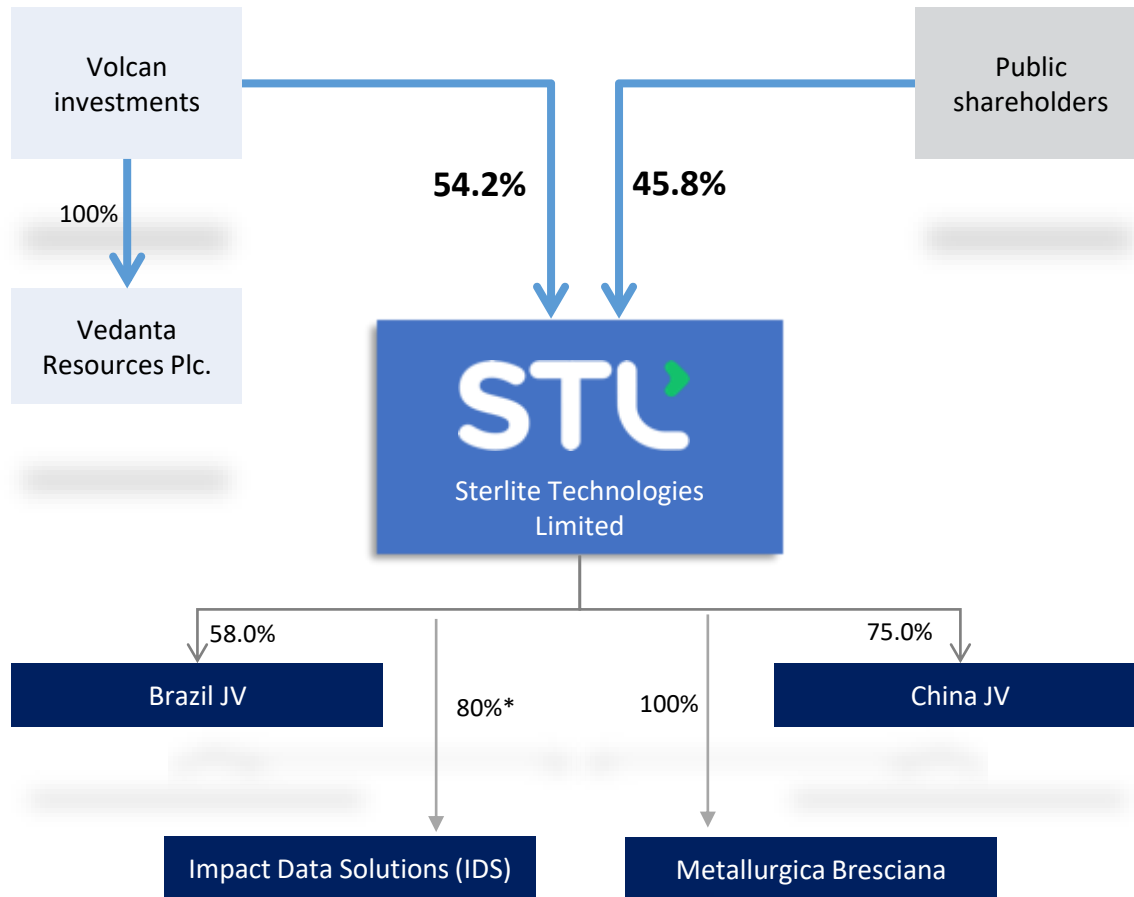 Volcan
investments
Public
shareholders
54.2%
45.8%
100%
Vedanta
Resources Plc.
STL
Sterlite Technologies
Limited
58.0%
75.0%
Brazil JV
China JV
80%*
100%
Impact Data Solutions (IDS)
Metallurgica Bresciana